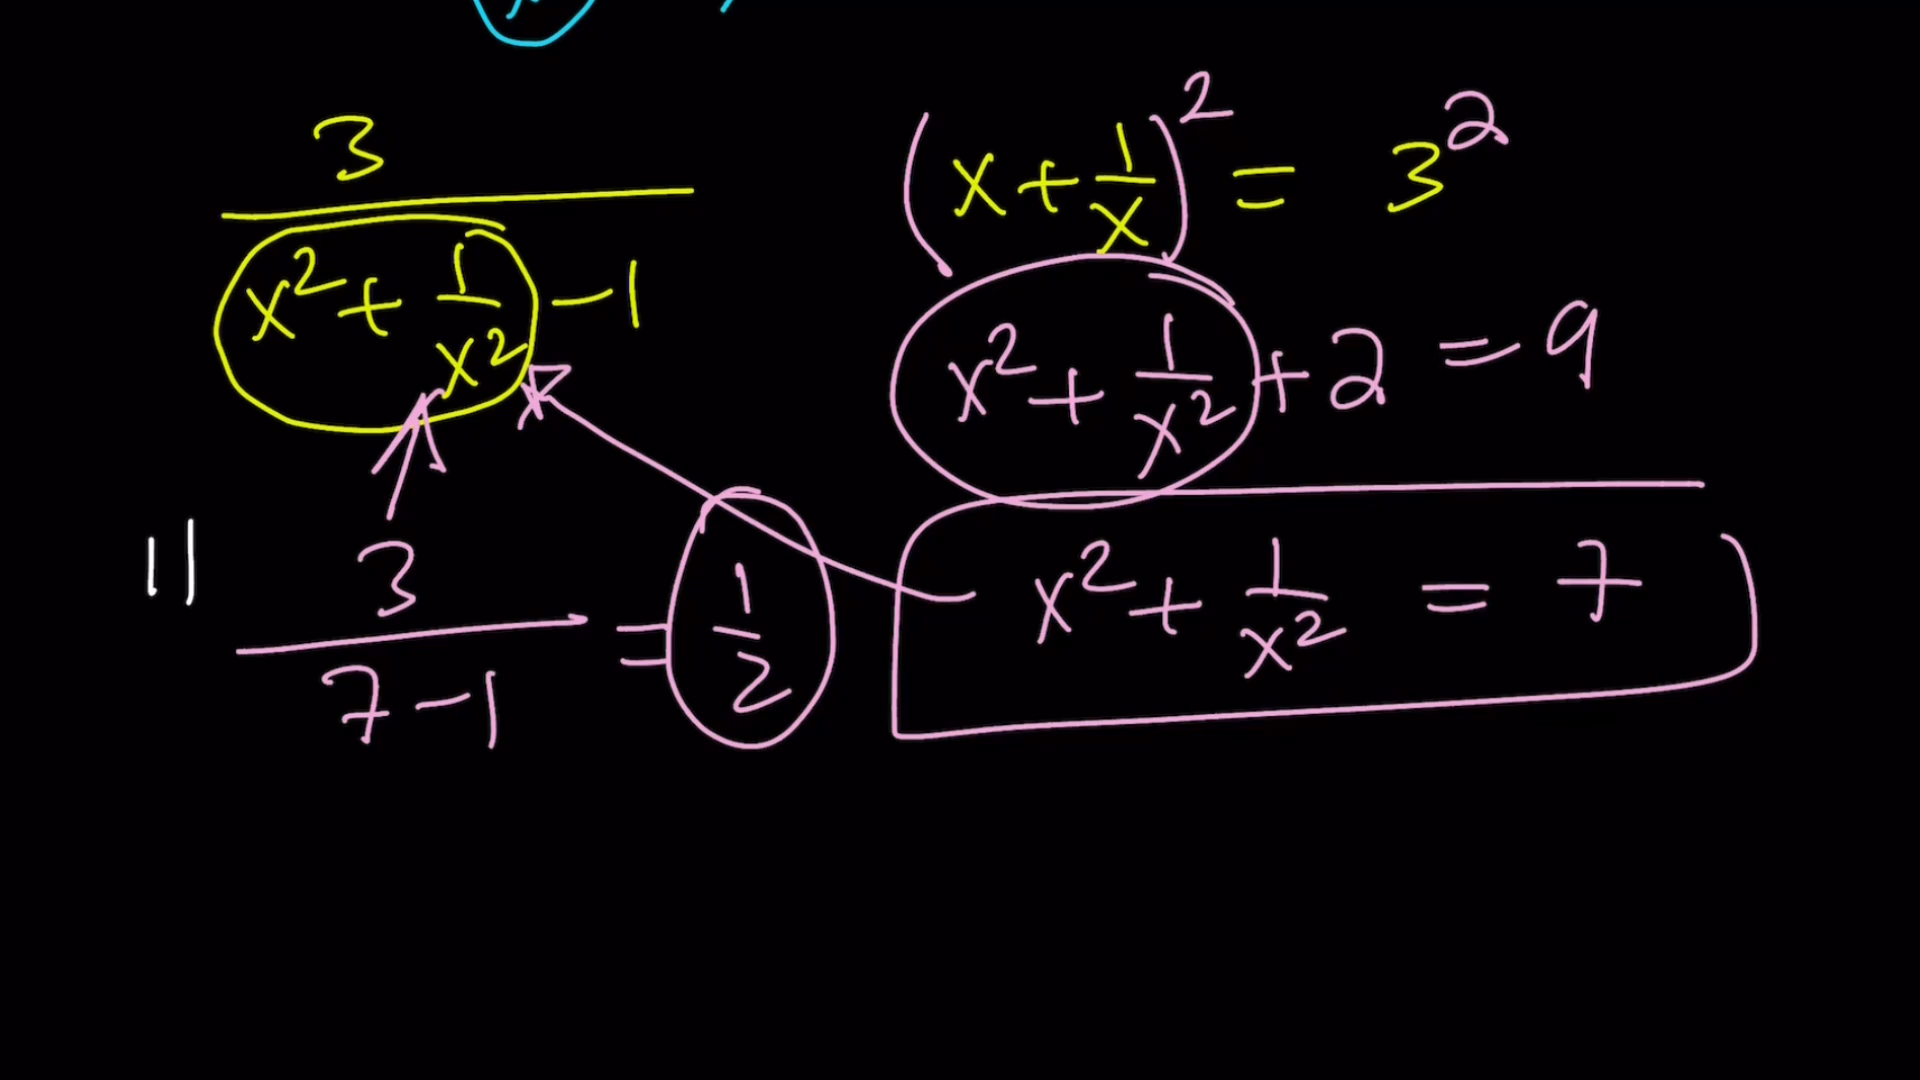 3 / (x² + 1/x² - 1)
(x + 1/x)² = 3²
x² + 1/x² + 2 = 9
x² + 1/x² = 7
|| 3 / (7 - 1) = 1/2